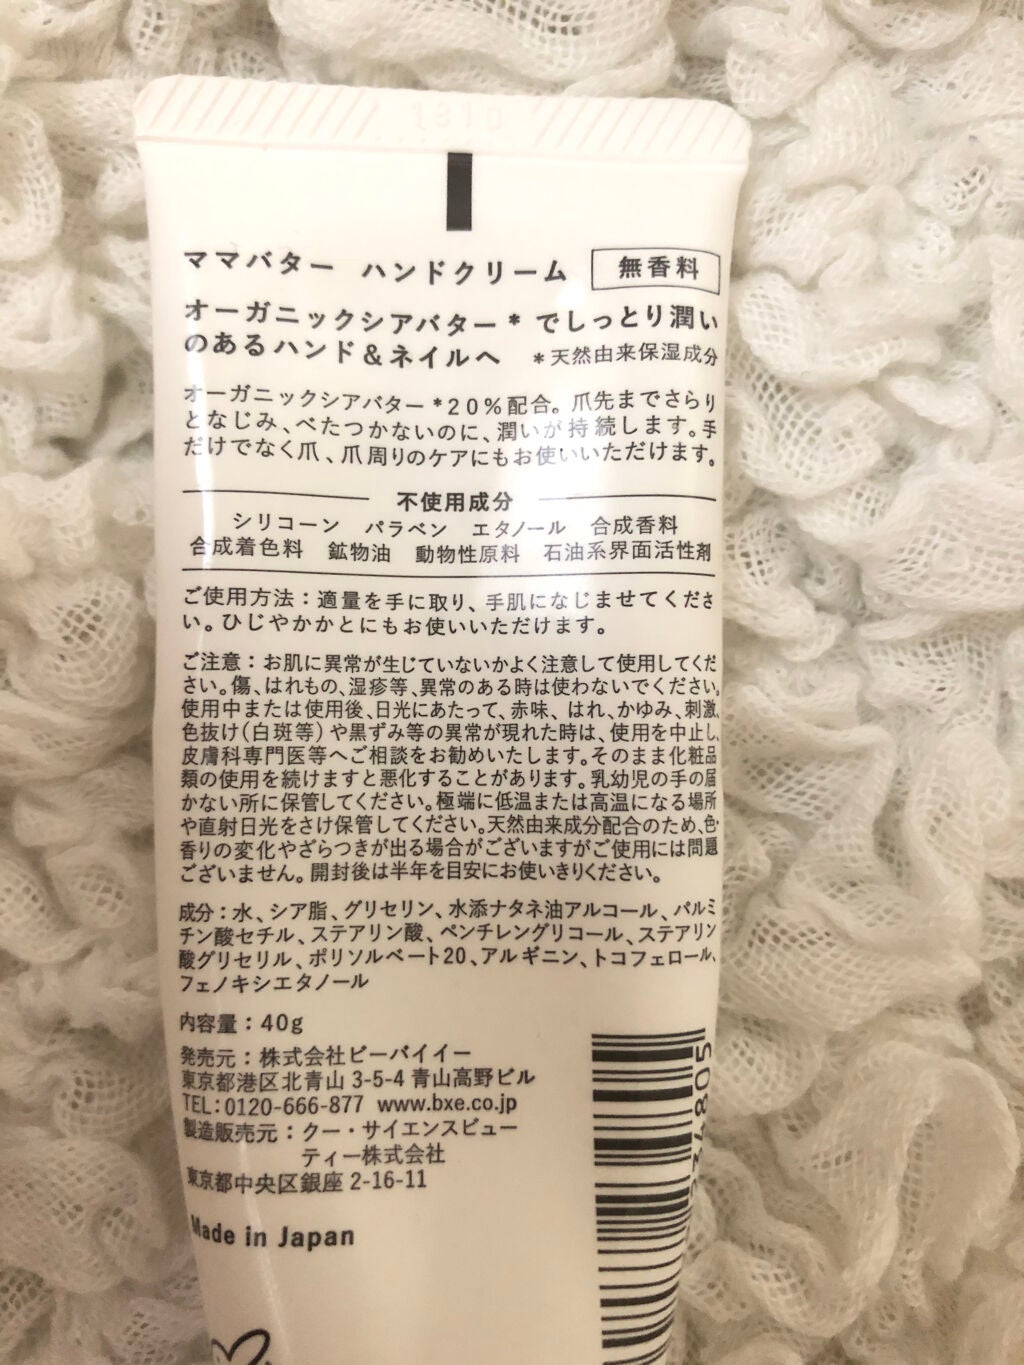 1310
ママバター ハンドクリーム 無香料
オーガニックシアバター* でしっとり潤い
のあるハンド&ネイルへ *天然由来保湿成分
オーガニックシアバター*20%配合。爪先までさらり
となじみ、べたつかないのに、潤いが持続します。手
だけでなく爪、爪周りのケアにもお使いいただけます。
不使用成分
シリコーン パラベン エタノール 合成香料
合成着色料 鉱物油 動物性原料 石油系界面活性剤
ご使用方法:適量を手に取り、手肌になじませてくださ
い。ひじやかかとにもお使いいただけます。
ご注意:お肌に異常が生じていないかよく注意して使用してくだ
さい。傷、はれもの、湿疹等、異常のある時は使わないでください。
使用中または使用後、日光にあたって、赤味、はれ、かゆみ、刺激、
色抜け(白斑等)や黒ずみ等の異常が現れた時は、使用を中止し、
皮膚科専門医等へご相談をお勧めいたします。そのまま化粧品
類の使用を続けますと悪化することがあります。乳幼児の手の届
かない所に保管してください。極端に低温または高温になる場所
や直射日光をさけ保管してください。天然由来成分配合のため、色・
香りの変化やざらつきが出る場合がございますがご使用には問題
ございません。開封後は半年を目安にお使いきりください。
成分:水、シア脂、グリセリン、水添ナタネ油アルコール、パルミ
チン酸セチル、ステアリン酸、ペンチレングリコール、ステアリン
酸グリセリル、ポリソルベート20、アルギニン、トコフェロール、
フェノキシエタノール
内容量:40g
発売元:株式会社ビーバイイー
東京都港区北青山 3-5-4 青山高野ビル
TEL:0120-666-877 www.bxe.co.jp
製造販売元:クー・サイエンスビュー
ティー株式会社
東京都中央区銀座 2-16-11
Made in Japan
34805